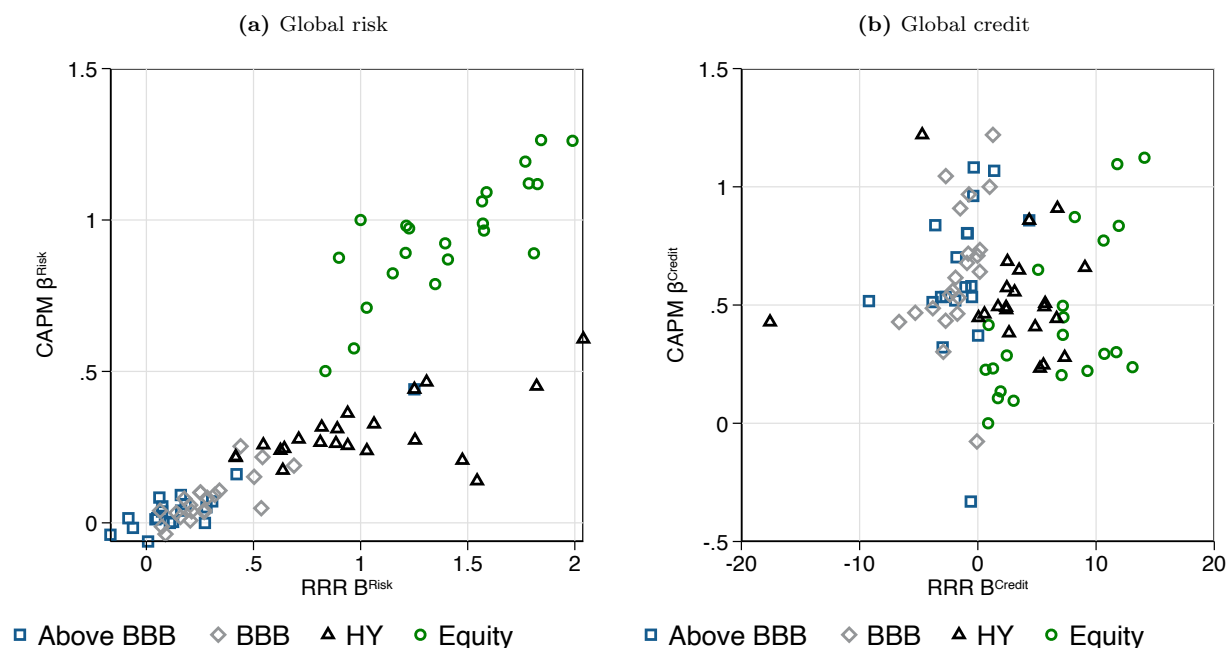 (a) Global risk
1.5
1
.5
0
CAPM β^Risk
0 .5 1 1.5 2
RRR B^Risk
Above BBB BBB HY Equity
(b) Global credit
1.5
1
.5
0
-.5
CAPM β^Credit
-20 -10 0 10 20
RRR B^Credit
Above BBB BBB HY Equity